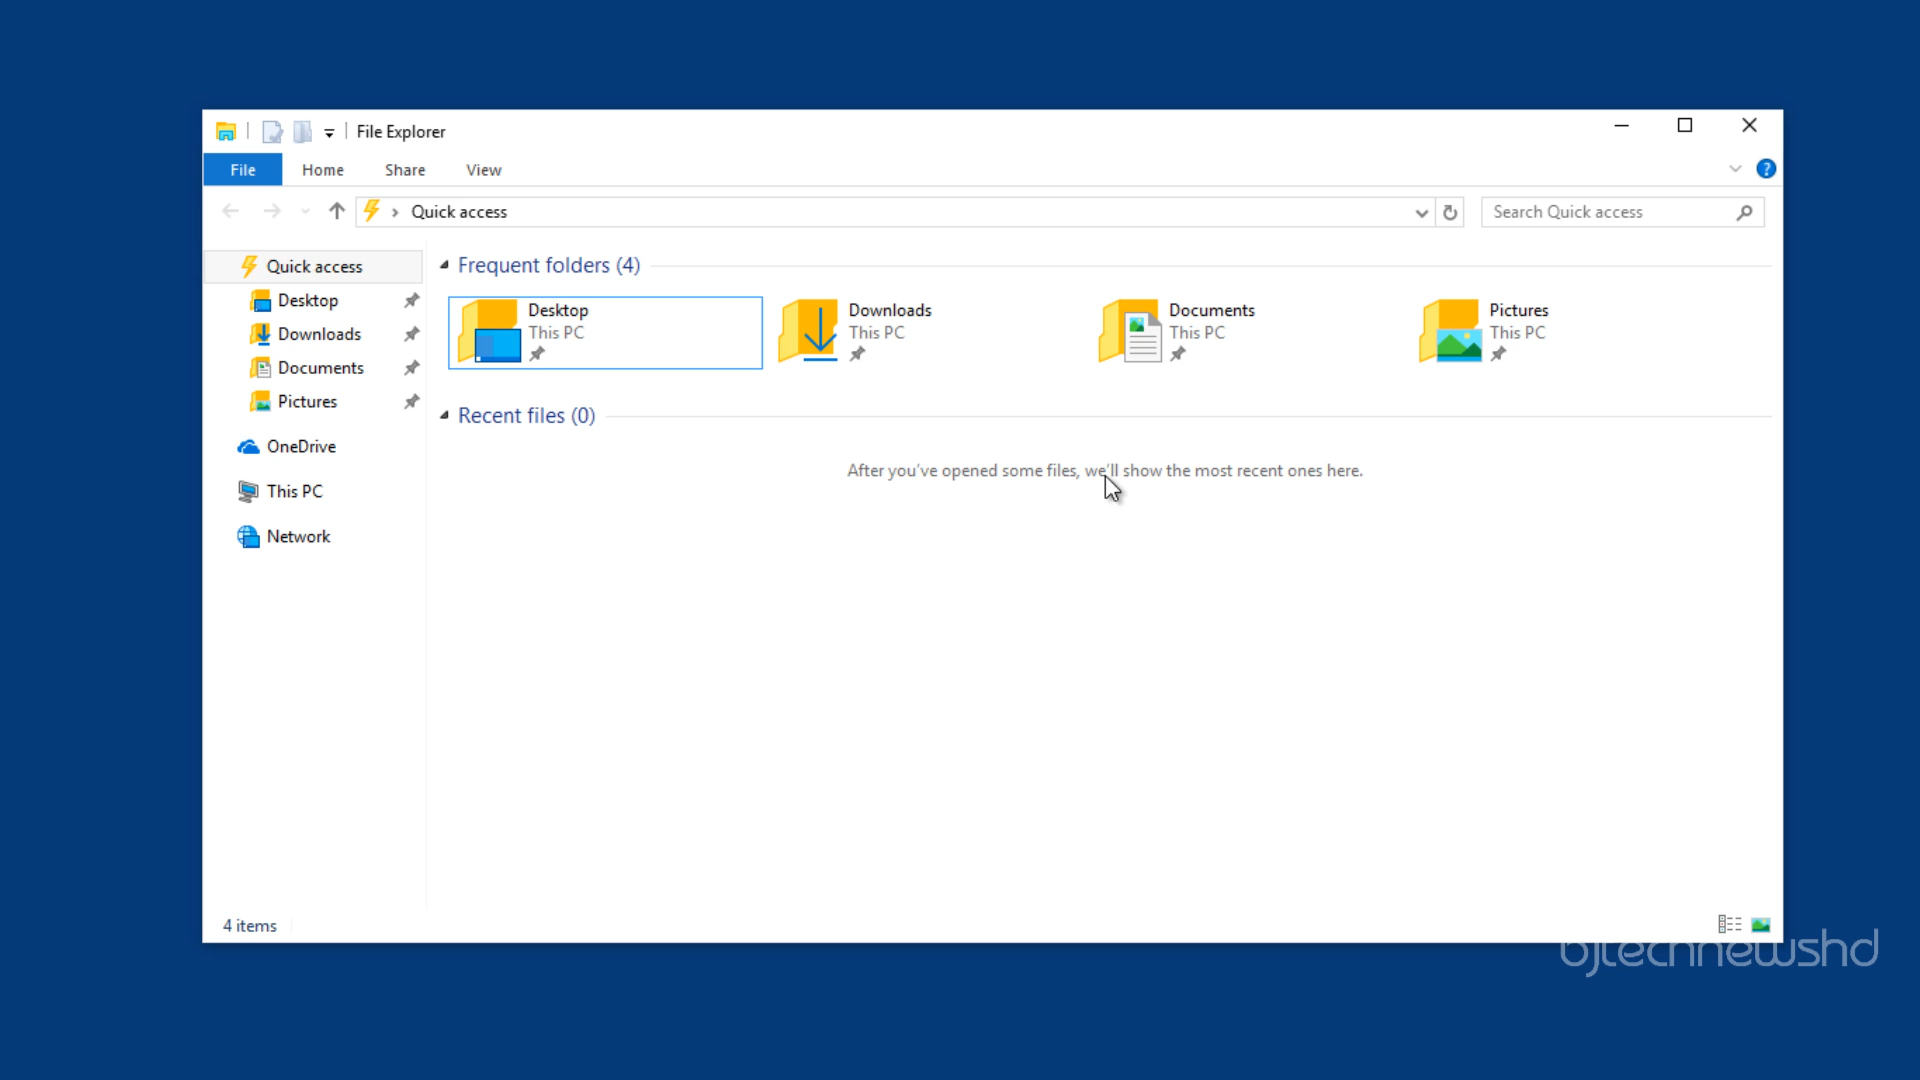 File Explorer
File Home Share View
Quick access
Search Quick access
Quick access
Desktop
Downloads
Documents
Pictures
OneDrive
This PC
Network
Frequent folders (4)
Desktop
This PC
Downloads
This PC
Documents
This PC
Pictures
This PC
Recent files (0)
After you've opened some files, we'll show the most recent ones here.
4 items
bjtechnewshd